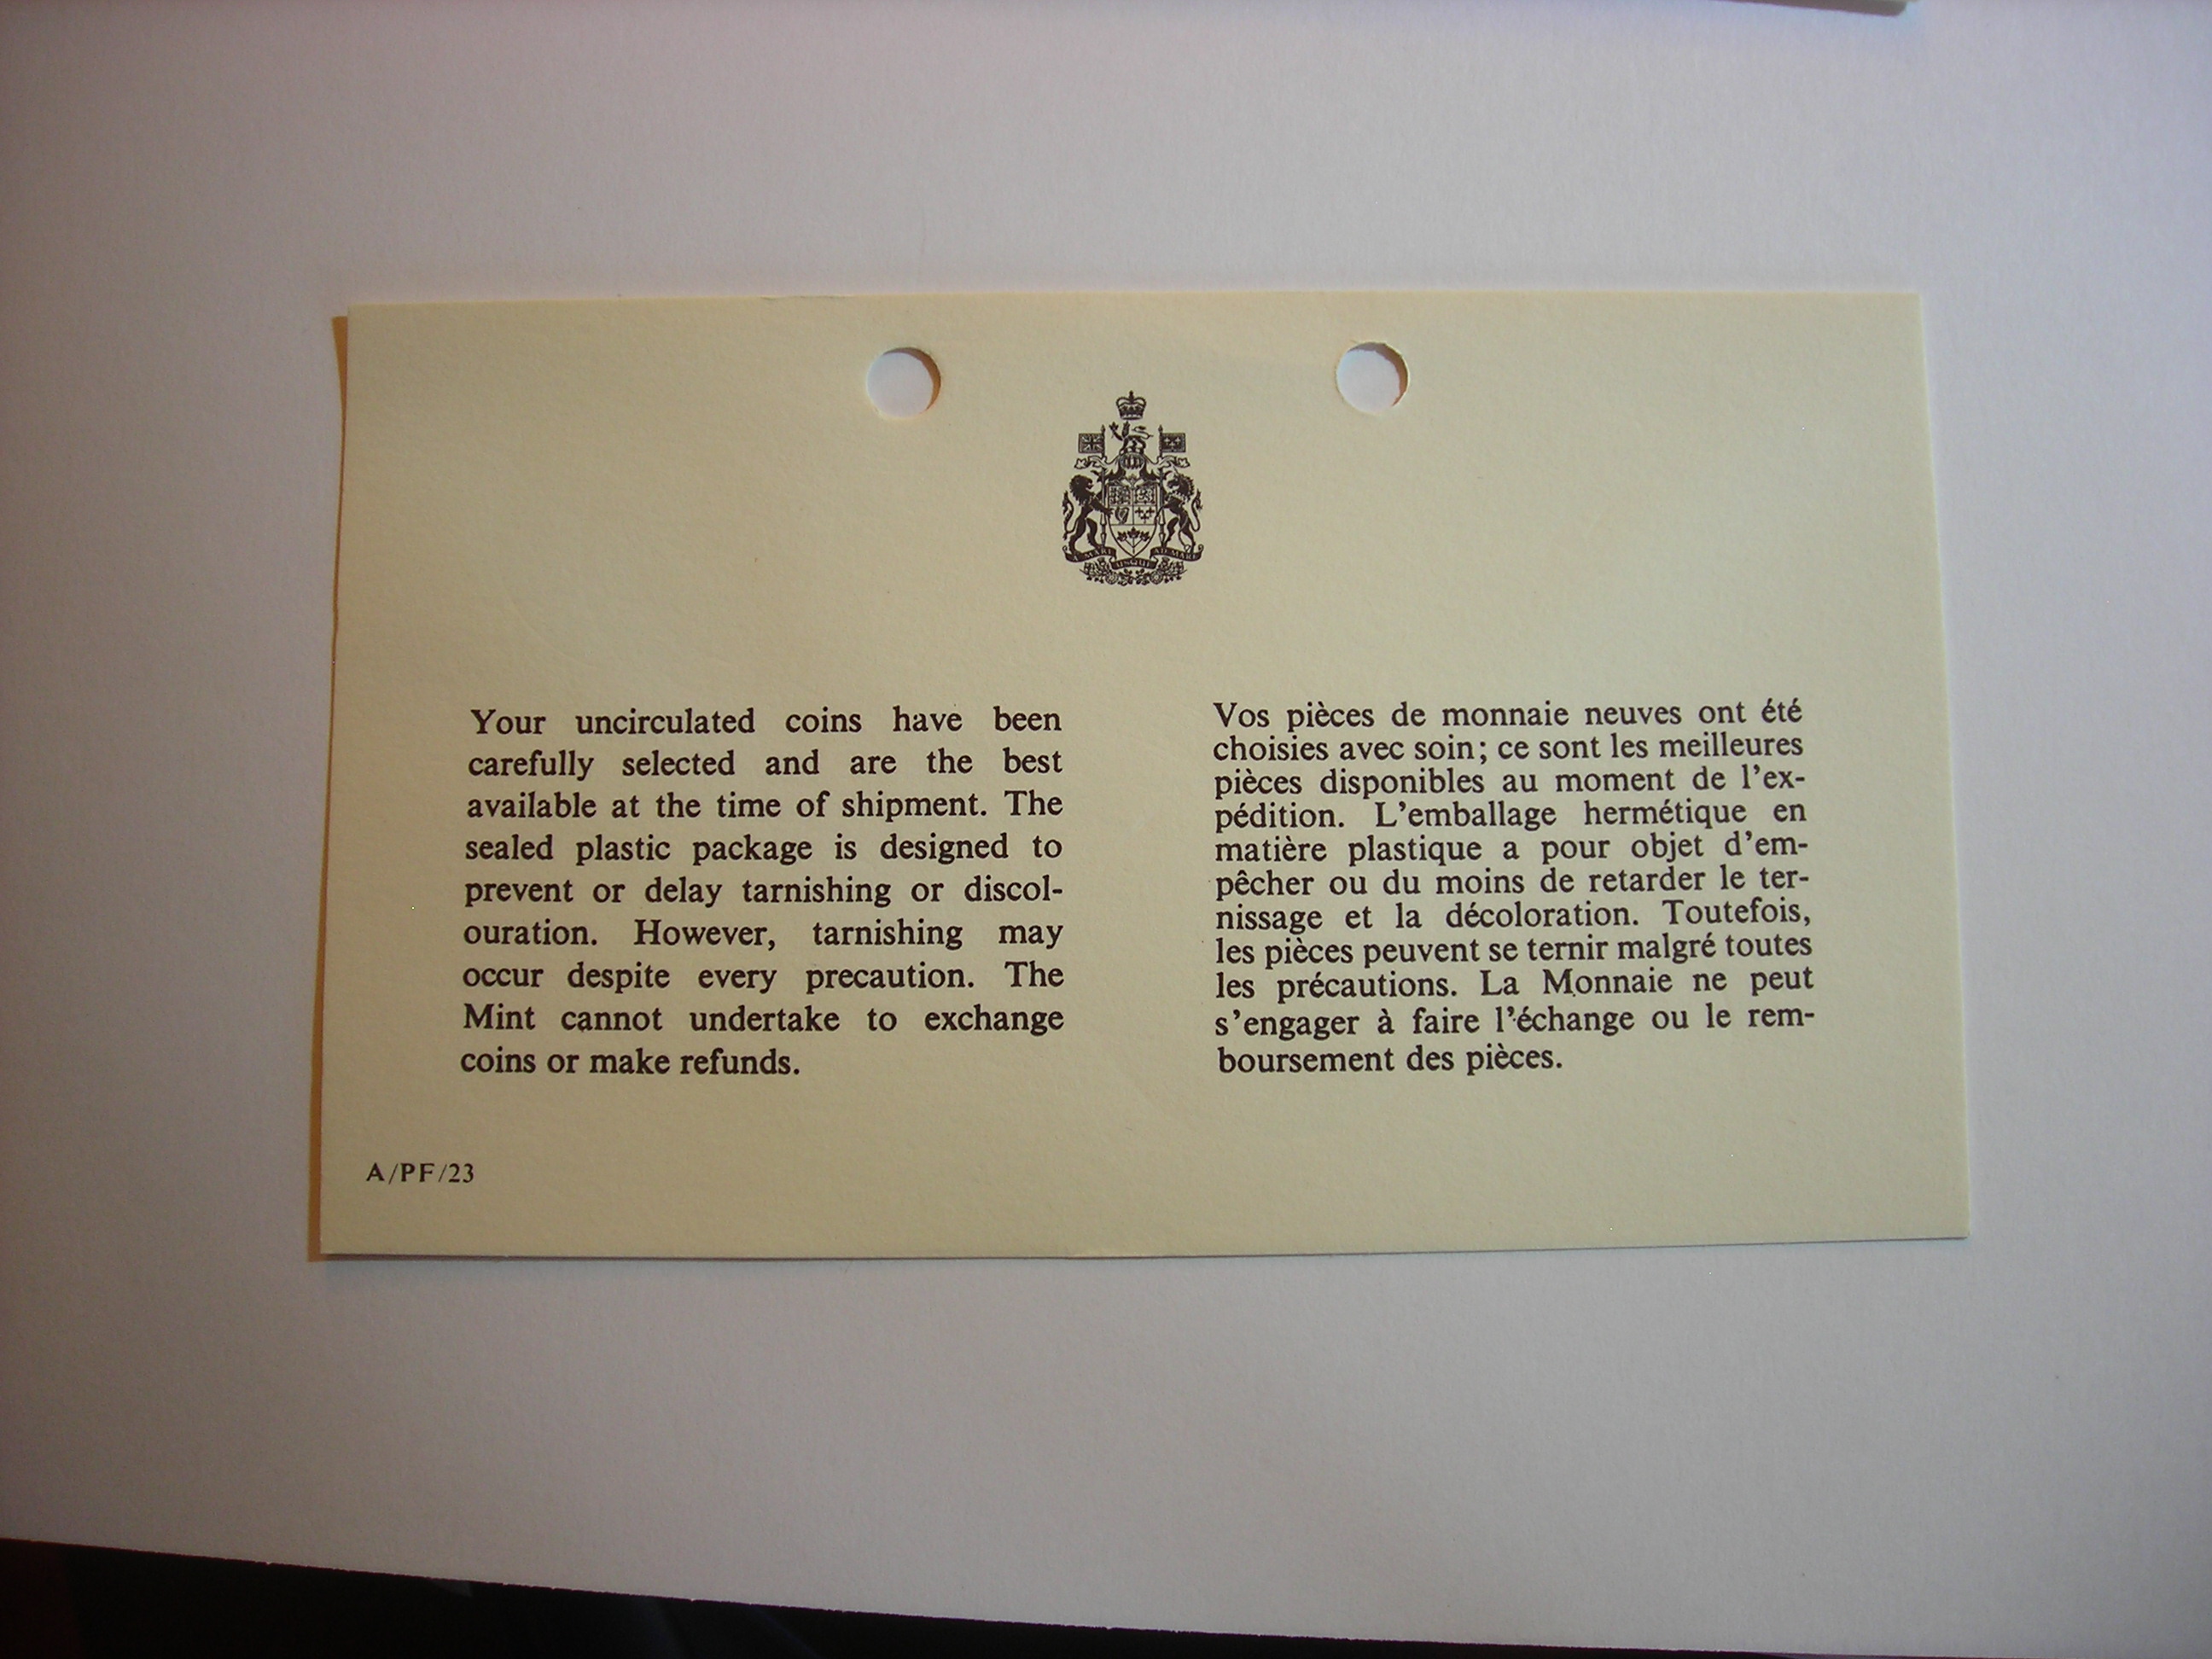 Your uncirculated coins have been
carefully selected and are the best
available at the time of shipment. The
sealed plastic package is designed to
prevent or delay tarnishing or discol-
ouration. However, tarnishing may
occur despite every precaution. The
Mint cannot undertake to exchange
coins or make refunds.
Vos pièces de monnaie neuves ont été
choisies avec soin; ce sont les meilleures
pièces disponibles au moment de l'ex-
pédition. L'emballage hermétique en
matière plastique a pour objet d'em-
pêcher ou du moins de retarder le ter-
nissage et la décoloration. Toutefois,
les pièces peuvent se ternir malgré toutes
les précautions. La Monnaie ne peut
s'engager à faire l'échange ou le rem-
boursement des pièces.
A/PF/23